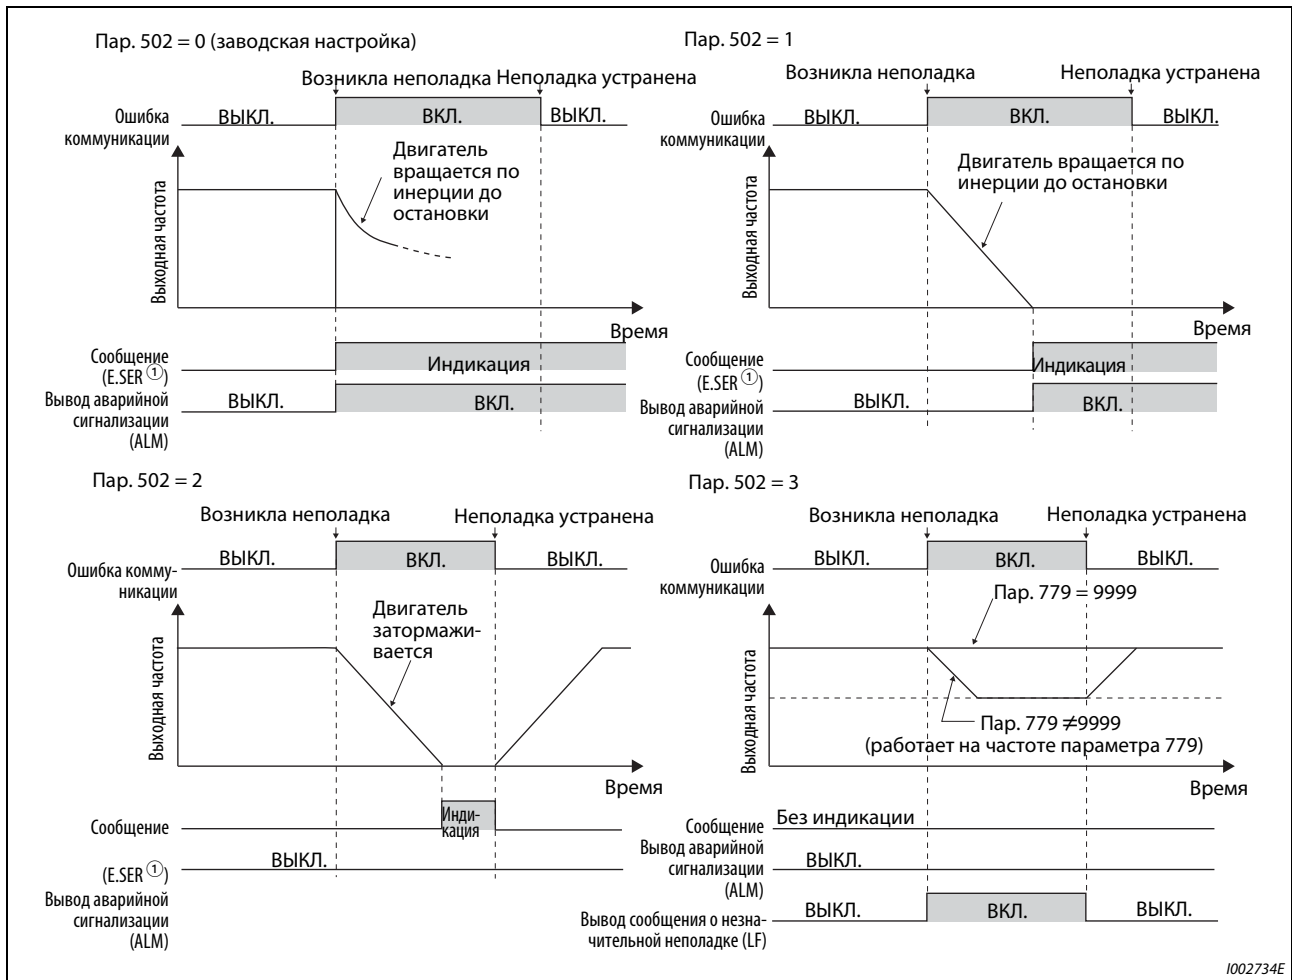 Пар. 502 = 0 (заводская настройка)
Возникла неполадка
Неполадка устранена
Ошибка
коммуникации
ВЫКЛ.
ВКЛ.
ВЫКЛ.
Двигатель
вращается по
инерции до
остановки
Выходная частота
Время
Сообщение
(E.SER ①)
Индикация
Вывод аварийной
сигнализации
(ALM)
ВЫКЛ.
ВКЛ.
Пар. 502 = 1
Возникла неполадка
Неполадка устранена
Ошибка
коммуникации
ВЫКЛ.
ВКЛ.
ВЫКЛ.
Двигатель вращается по
инерции до остановки
Выходная частота
Время
Сообщение
(E.SER ①)
Индикация
Вывод аварийной
сигнализации
(ALM)
ВЫКЛ.
ВКЛ.
Пар. 502 = 2
Возникла неполадка
Неполадка устранена
Ошибка комму-
никации
ВЫКЛ.
ВКЛ.
ВЫКЛ.
Двигатель
затормажи-
вается
Выходная частота
Время
Сообщение
Инди-
кация
(E.SER ①)
ВЫКЛ.
Вывод аварийной
сигнализации
(ALM)
Пар. 502 = 3
Возникла неполадка
Неполадка устранена
Ошибка
коммуникации
ВЫКЛ.
ВКЛ.
ВЫКЛ.
Пар. 779 = 9999
Выходная частота
Пар. 779 ≠9999
(работает на частоте параметра 779)
Время
Сообщение
Без индикации
Вывод аварийной
сигнализации
(ALM)
ВЫКЛ.
Вывод сообщения о незна-
чительной неполадке (LF)
ВЫКЛ.
ВКЛ.
ВЫКЛ.
I002734E